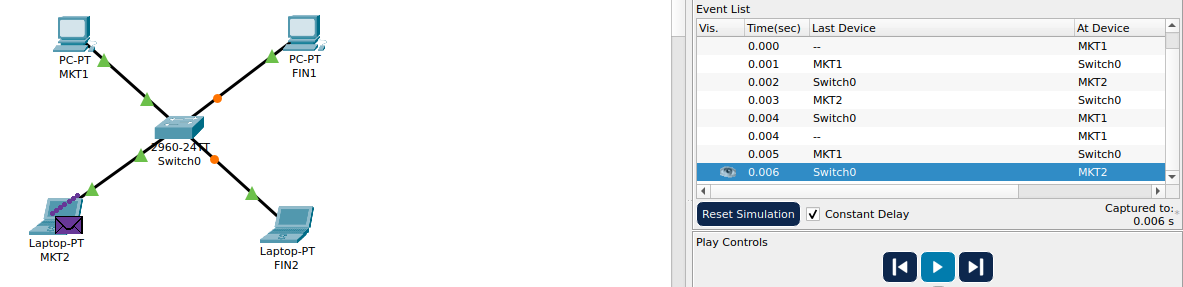 PC-PT
MKT1
PC-PT
FIN1
2960-24TT
Switch0
Laptop-PT
MKT2
Laptop-PT
FIN2
Event List
Vis. Time(sec) Last Device At Device
0.000 -- MKT1
0.001 MKT1 Switch0
0.002 Switch0 MKT2
0.003 MKT2 Switch0
0.004 Switch0 MKT1
0.004 -- MKT1
0.005 MKT1 Switch0
0.006 Switch0 MKT2
Reset Simulation Constant Delay
Captured to:
0.006 s
Play Controls